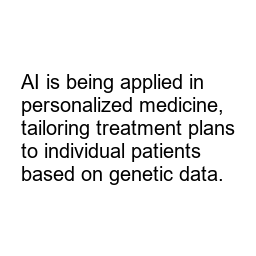 AI is being applied in
personalized medicine,
tailoring treatment plans
to individual patients
based on genetic data.